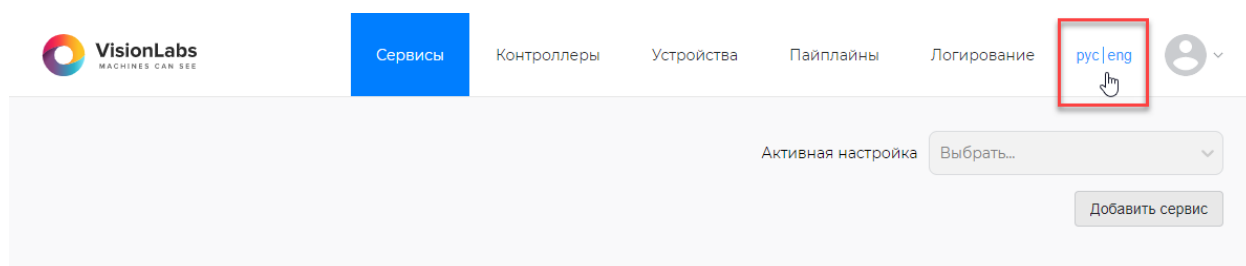 VisionLabs
MACHINES CAN SEE
Сервисы Контроллеры Устройства Пайплайны Логирование рус|eng
Активная настройка Выбрать...
Добавить сервис